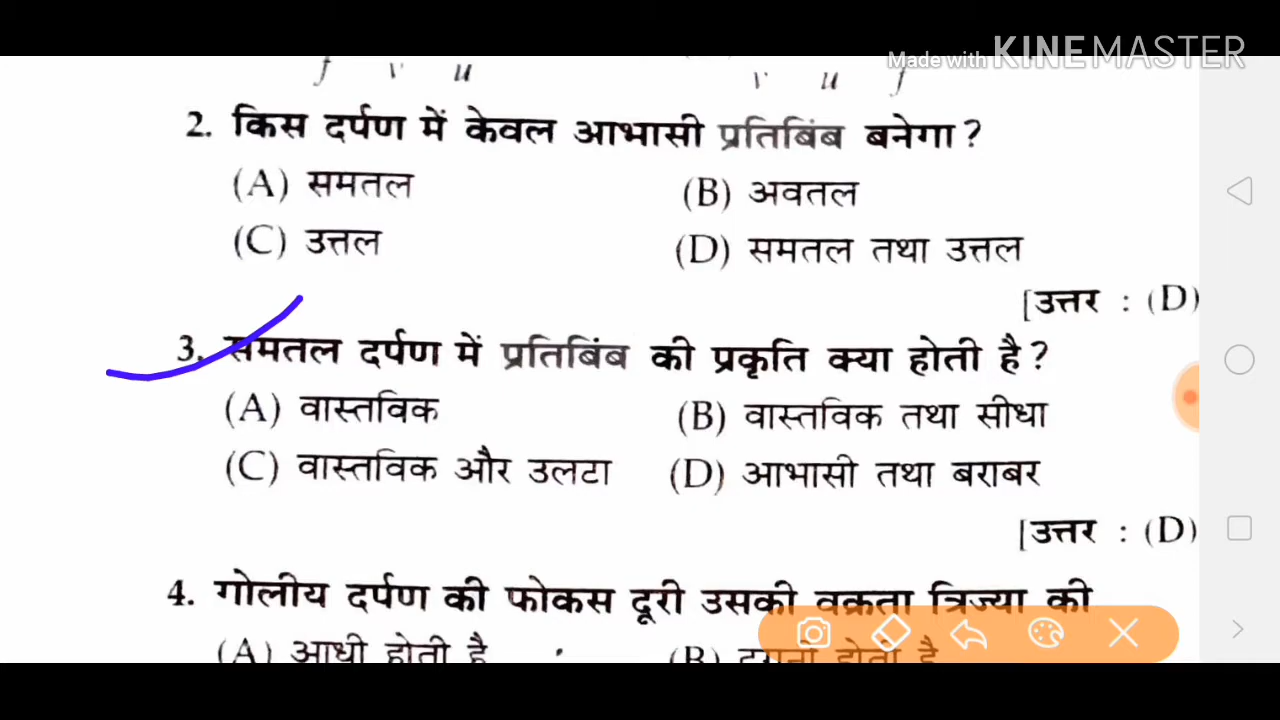 Made with KINEMASTER
f v u v u f
2. किस दर्पण में केवल आभासी प्रतिबिंब बनेगा ?
(A) समतल (B) अवतल
(C) उत्तल (D) समतल तथा उत्तल
[उत्तर : (D)
3. समतल दर्पण में प्रतिबिंब की प्रकृति क्या होती है ?
(A) वास्तविक (B) वास्तविक तथा सीधा
(C) वास्तविक और उलटा (D) आभासी तथा बराबर
[उत्तर : (D)
4. गोलीय दर्पण की फोकस दूरी उसकी वक्रता त्रिज्या की
(A) आधी होती है (B) दुगुनी होती है